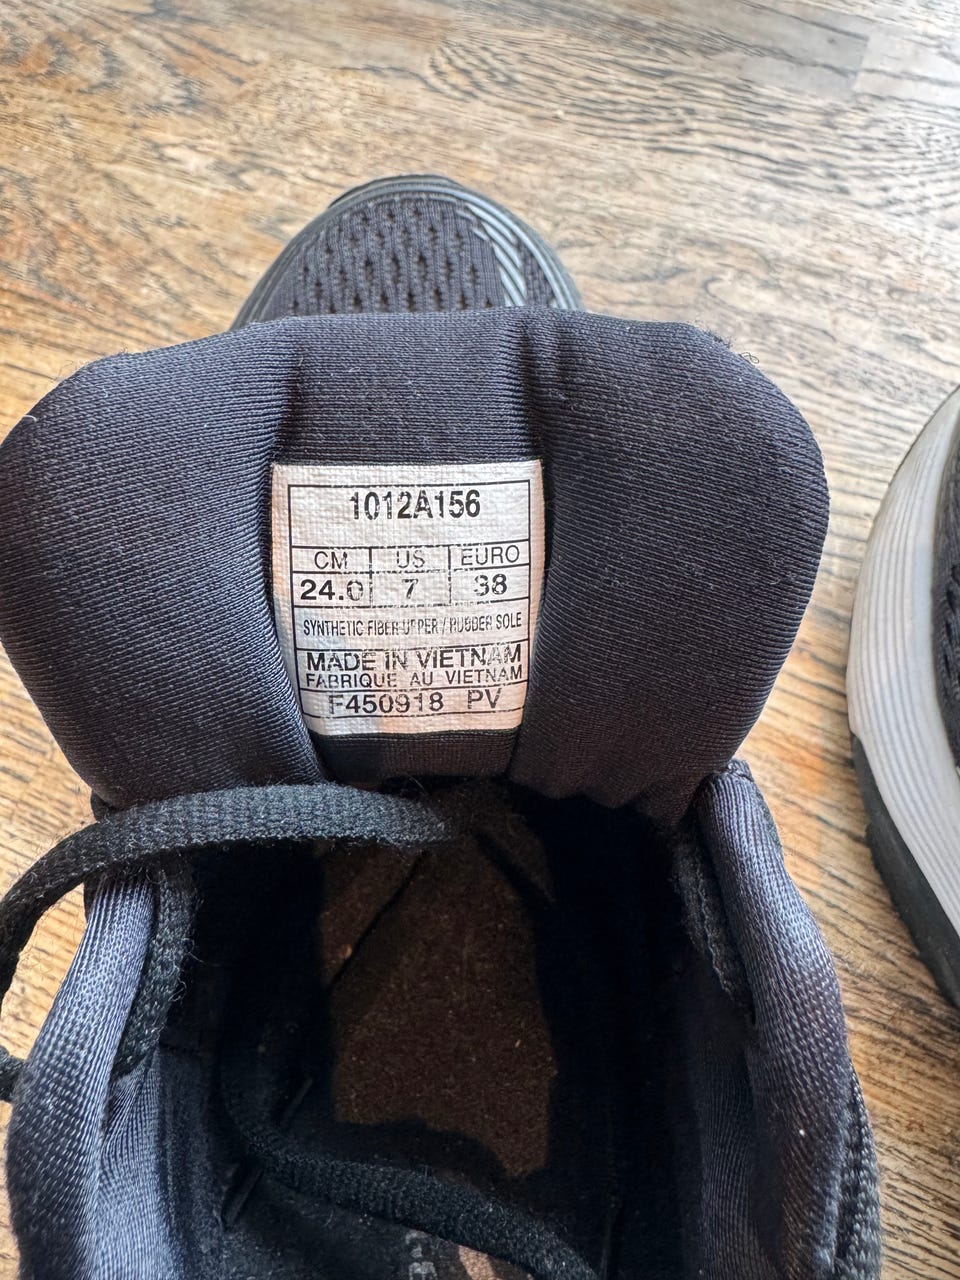 1012A156
CM US EURO
24.0 7 38
SYNTHETIC FIBER UPPER / RUBBER SOLE
MADE IN VIETNAM
FABRIQUE AU VIETNAM
F450918 PV